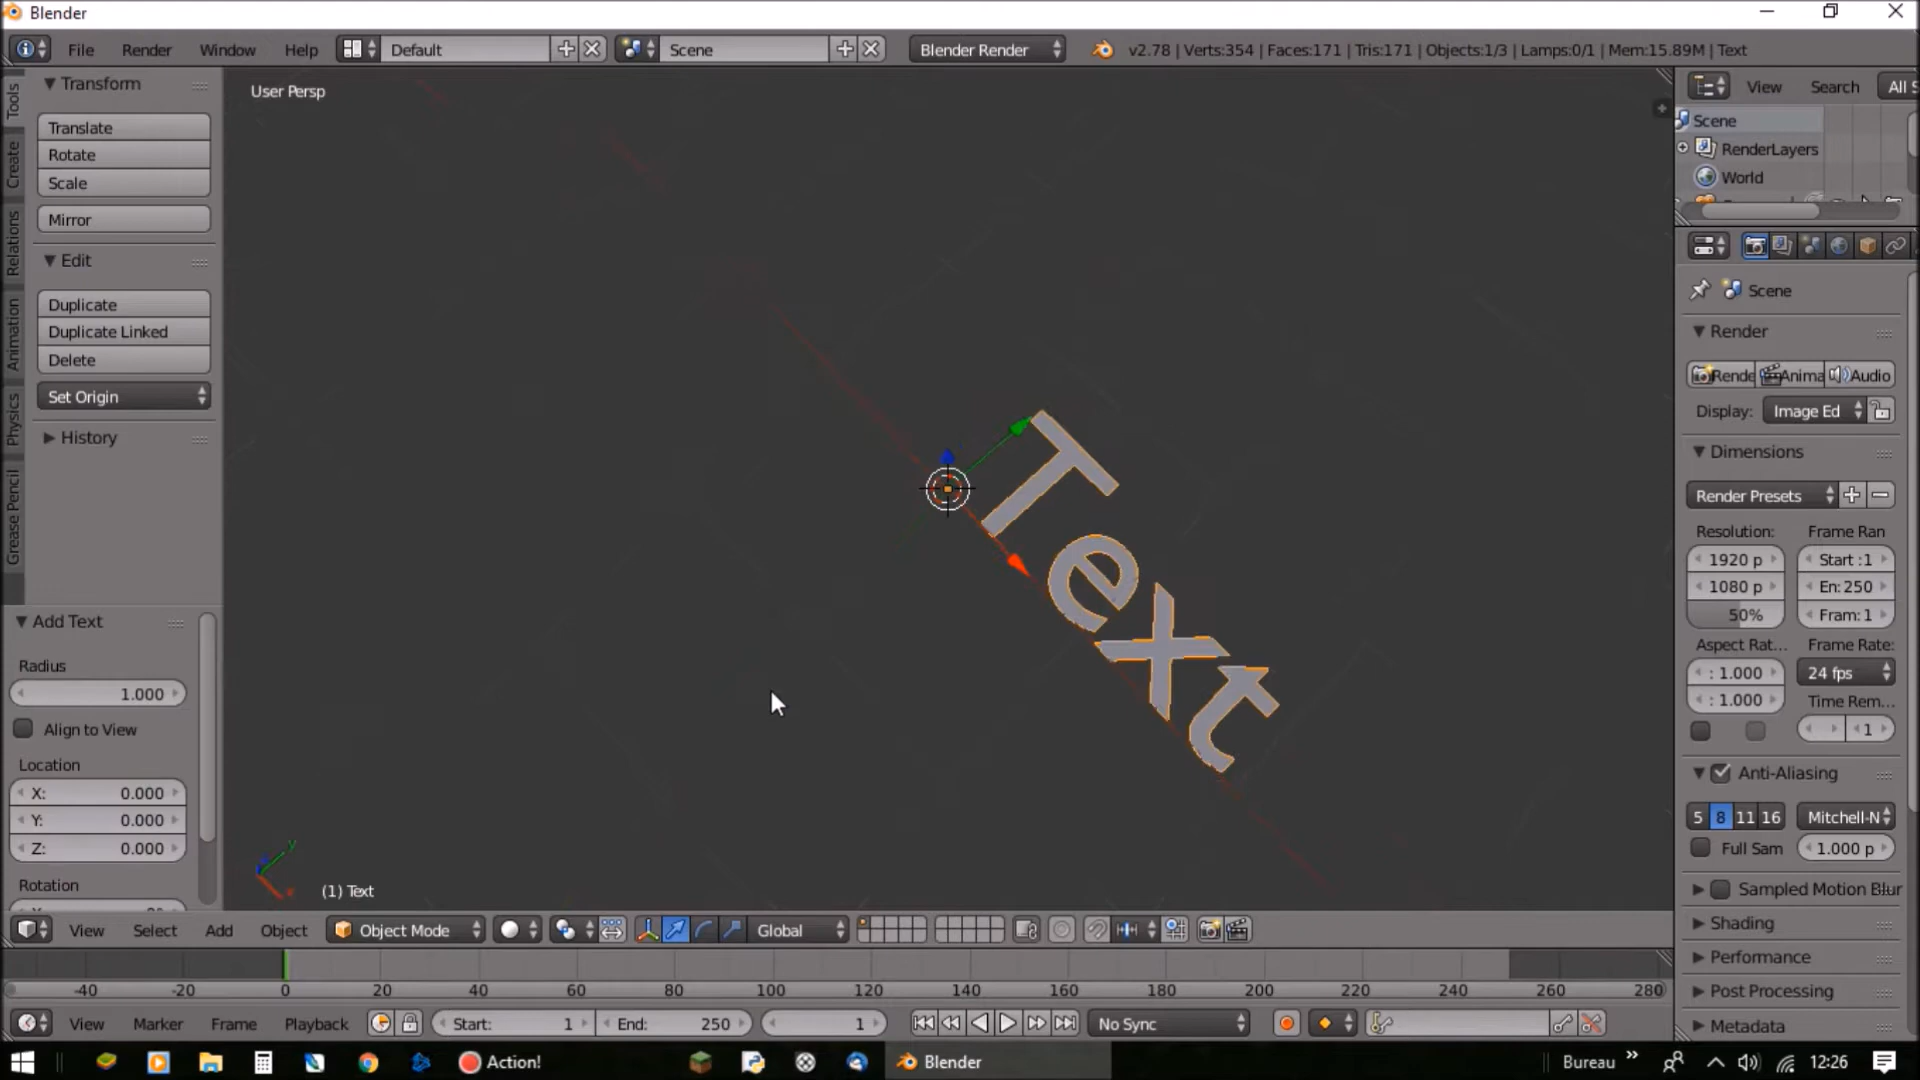 Blender
File Render Window Help Default Scene Blender Render v2.78 | Verts:354 | Faces:171 | Tris:171 | Objects:1/3 | Lamps:0/1 | Mem:15.89M | Text
Tools
Create
Relations
Animation
Physics
Grease Pencil
Transform
Translate
Rotate
Scale
Mirror
Edit
Duplicate
Duplicate Linked
Delete
Set Origin
History
Add Text
Radius
1.000
Align to View
Location
X: 0.000
Y: 0.000
Z: 0.000
Rotation
User Persp
Text
(1) Text
View Search All S
Scene
RenderLayers
World
Scene
Render
Rende Anima Audio
Display: Image Ed
Dimensions
Render Presets
Resolution: Frame Ran
1920 p Start :1
1080 p En: 250
50% Fram: 1
Aspect Rat... Frame Rate:
: 1.000 24 fps
: 1.000 Time Rem...
1
Anti-Aliasing
5 8 11 16 Mitchell-N
Full Sam 1.000 p
Sampled Motion Blur
Shading
Performance
Post Processing
Metadata
View Select Add Object Object Mode Global
-40 -20 0 20 40 60 80 100 120 140 160 180 200 220 240 260 280
View Marker Frame Playback Start: 1 End: 250 1 No Sync
Action! Blender Bureau » 12:26